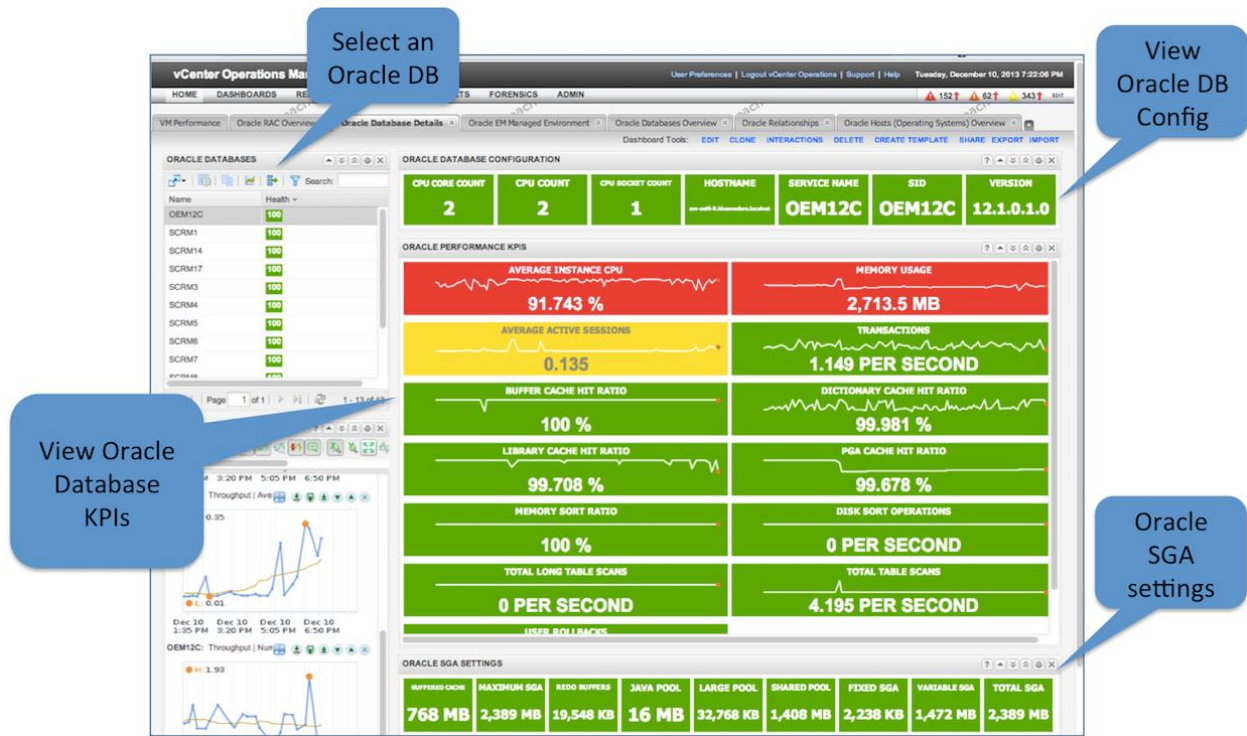 Select an
Oracle DB
View
Oracle DB
Config
vCenter Operations
User Preferences | Logout vCenter Operations | Support | Help Tuesday, December 10, 2013 7:22:06 PM
HOME DASHBOARDS FORENSICS ADMIN
152 62 343 EDIT
VM Performance Oracle RAC Overview Oracle Database Details Oracle EM Managed Environment Oracle Databases Overview Oracle Relationships Oracle Hosts (Operating Systems) Overview
Dashboard Tools: EDIT CLONE INTERACTIONS DELETE CREATE TEMPLATE SHARE EXPORT IMPORT
ORACLE DATABASES
Search:
Name Health
OEM12C 100
SCRM1 100
SCRM14 100
SCRM17 100
SCRM3 100
SCRM4 100
SCRM5 100
SCRM6 100
SCRM7 100
Page 1 of 1 1 - 13 of
ORACLE DATABASE CONFIGURATION
CPU CORE COUNT CPU COUNT CPU SOCKET COUNT HOSTNAME SERVICE NAME SID VERSION
2 2 1 OEM12C OEM12C 12.1.0.1.0
ORACLE PERFORMANCE KPIS
AVERAGE INSTANCE CPU
91.743 %
MEMORY USAGE
2,713.5 MB
AVERAGE ACTIVE SESSIONS
0.135
TRANSACTIONS
1.149 PER SECOND
BUFFER CACHE HIT RATIO
100 %
DICTIONARY CACHE HIT RATIO
99.981 %
LIBRARY CACHE HIT RATIO
99.708 %
PGA CACHE HIT RATIO
99.678 %
MEMORY SORT RATIO
100 %
DISK SORT OPERATIONS
0 PER SECOND
TOTAL LONG TABLE SCANS
0 PER SECOND
TOTAL TABLE SCANS
4.195 PER SECOND
USER ROLLBACKS
View Oracle
Database
KPIs
3:20 PM 5:05 PM 6:50 PM
Throughput | Ave
0.35
L: 0.01
Dec 10 Dec 10 Dec 10 Dec 10
1:35 PM 3:20 PM 5:05 PM 6:50 PM
OEM12C: Throughput | Num
H: 1.93
Oracle
SGA
settings
ORACLE SGA SETTINGS
BUFFERED CACHE MAXIMUM SGA REDO BUFFERS JAVA POOL LARGE POOL SHARED POOL FIXED SGA VARIABLE SGA TOTAL SGA
768 MB 2,389 MB 19,548 KB 16 MB 32,768 KB 1,408 MB 2,238 KB 1,472 MB 2,389 MB